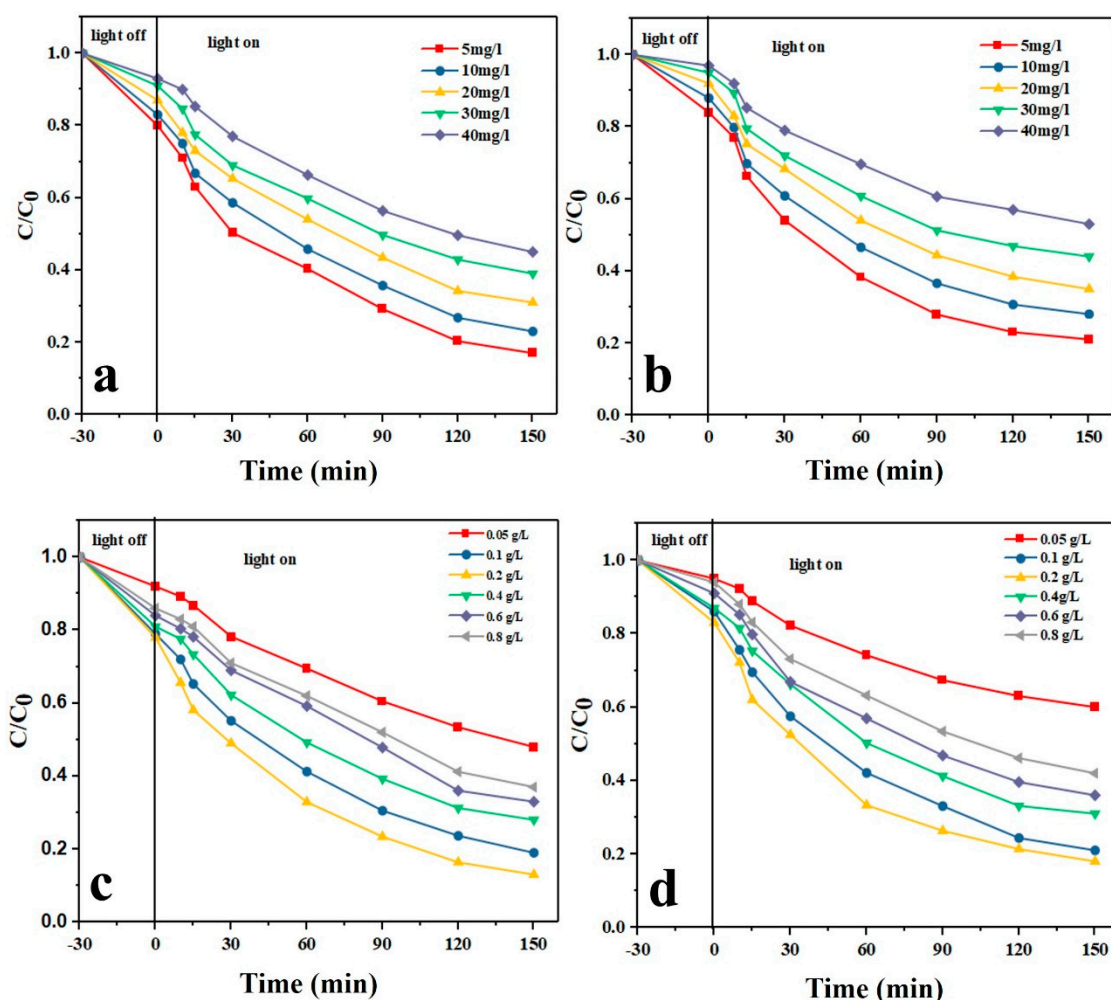 light off
light on
5mg/l
10mg/l
20mg/l
30mg/l
40mg/l
1.0
0.8
0.6
0.4
0.2
0.0
C/C0
a
-30 0 30 60 90 120 150
Time (min)
light off
light on
5mg/l
10mg/l
20mg/l
30mg/l
40mg/l
1.0
0.8
0.6
0.4
0.2
0.0
C/C0
b
-30 0 30 60 90 120 150
Time (min)
light off
light on
0.05 g/L
0.1 g/L
0.2 g/L
0.4 g/L
0.6 g/L
0.8 g/L
1.0
0.8
0.6
0.4
0.2
0.0
C/C0
c
-30 0 30 60 90 120 150
Time (min)
light off
light on
0.05 g/L
0.1 g/L
0.2 g/L
0.4g/L
0.6 g/L
0.8 g/L
1.0
0.8
0.6
0.4
0.2
0.0
C/C0
d
-30 0 30 60 90 120 150
Time (min)